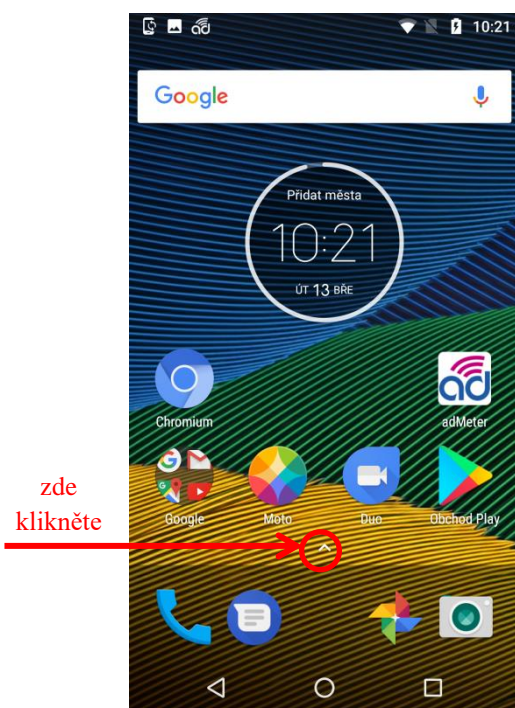 10:21
Google
Přidat města
10:21
ÚT 13 BŘE
Chromium
adMeter
Google
Moto
Duo
Obchod Play
zde
klikněte